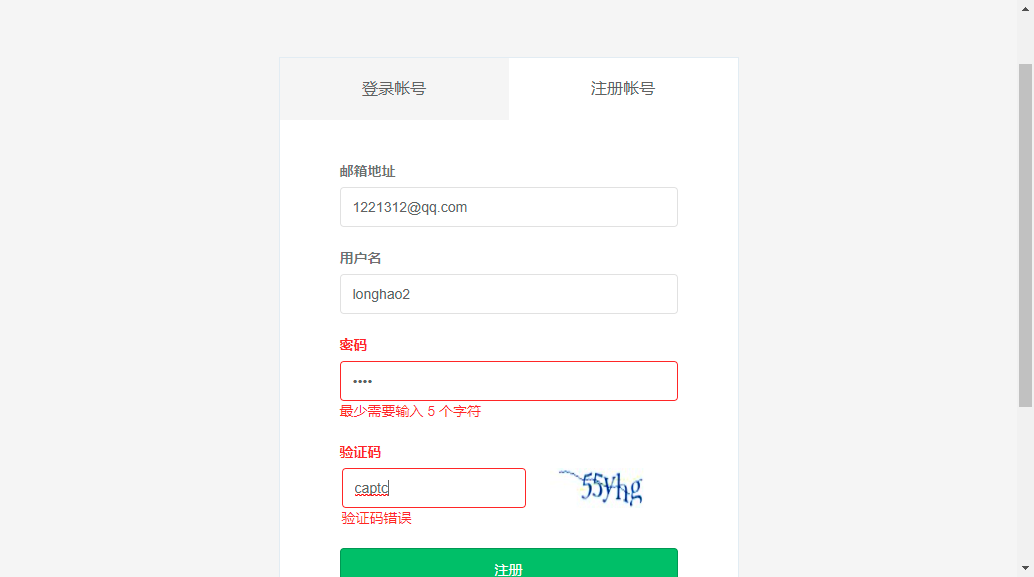 登录帐号
注册帐号
邮箱地址
1221312@qq.com
用户名
longhao2
密码
••••
最少需要输入 5 个字符
验证码
captc
55yhg
验证码错误
注册